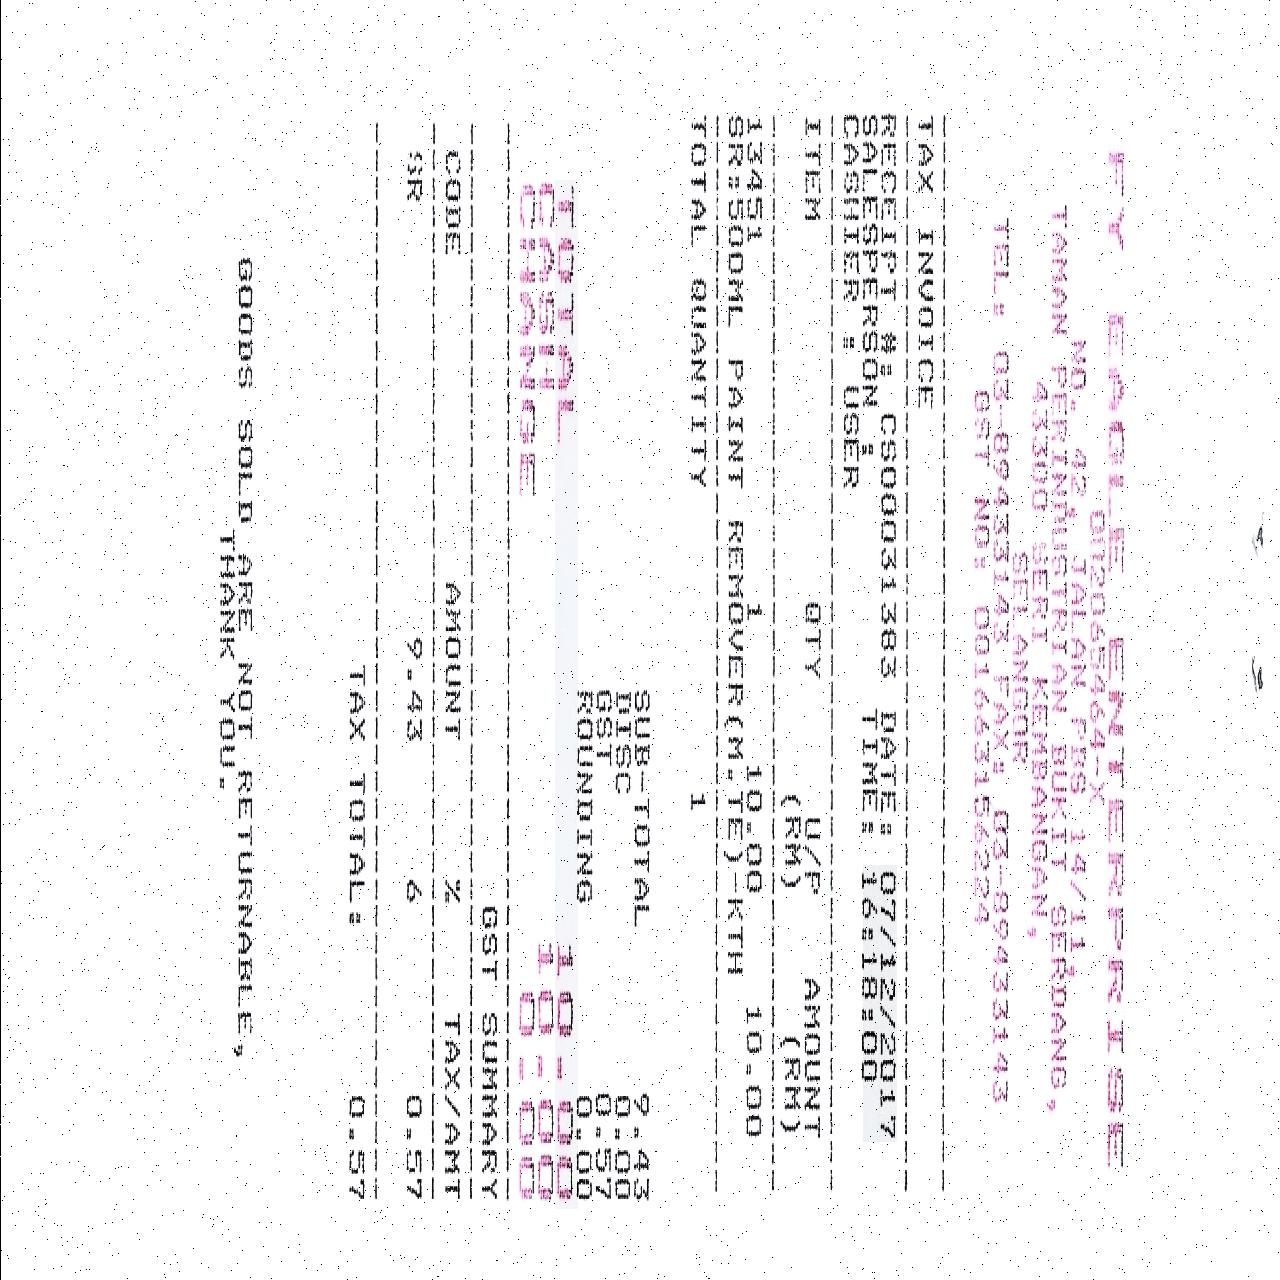 FY EAGLE ENTERPRISE
002065464-X
NO. 42, JALAN PBS 14/11,
TAMAN PERINDUSTRIAN BUKIT SERDANG,
43300 SERI KEMBANGAN,
SELANGOR
TEL: 03-89433143 FAX: 03-89433143
GST NO: 001663156224
TAX INVOICE
RECEIPT #: CS00031383 DATE: 07/12/2017
SALESPERSON : TIME: 16:18:00
CASHIER : USER
ITEM QTY U/P AMOUNT
(RM) (RM)
13451 1 10.00 10.00
SR:500ML PAINT REMOVER(M.TE)-KTH
TOTAL QUANTITY 1
SUB-TOTAL 9.43
DISC 0.00
GST 0.57
ROUNDING 0.00
TOTAL 10.00
CASH 10.00
CHANGE 0.00
GST SUMMARY
CODE AMOUNT % TAX/AMT
SR 9.43 6 0.57
TAX TOTAL: 0.57
GOODS SOLD ARE NOT RETURNABLE,
THANK YOU.